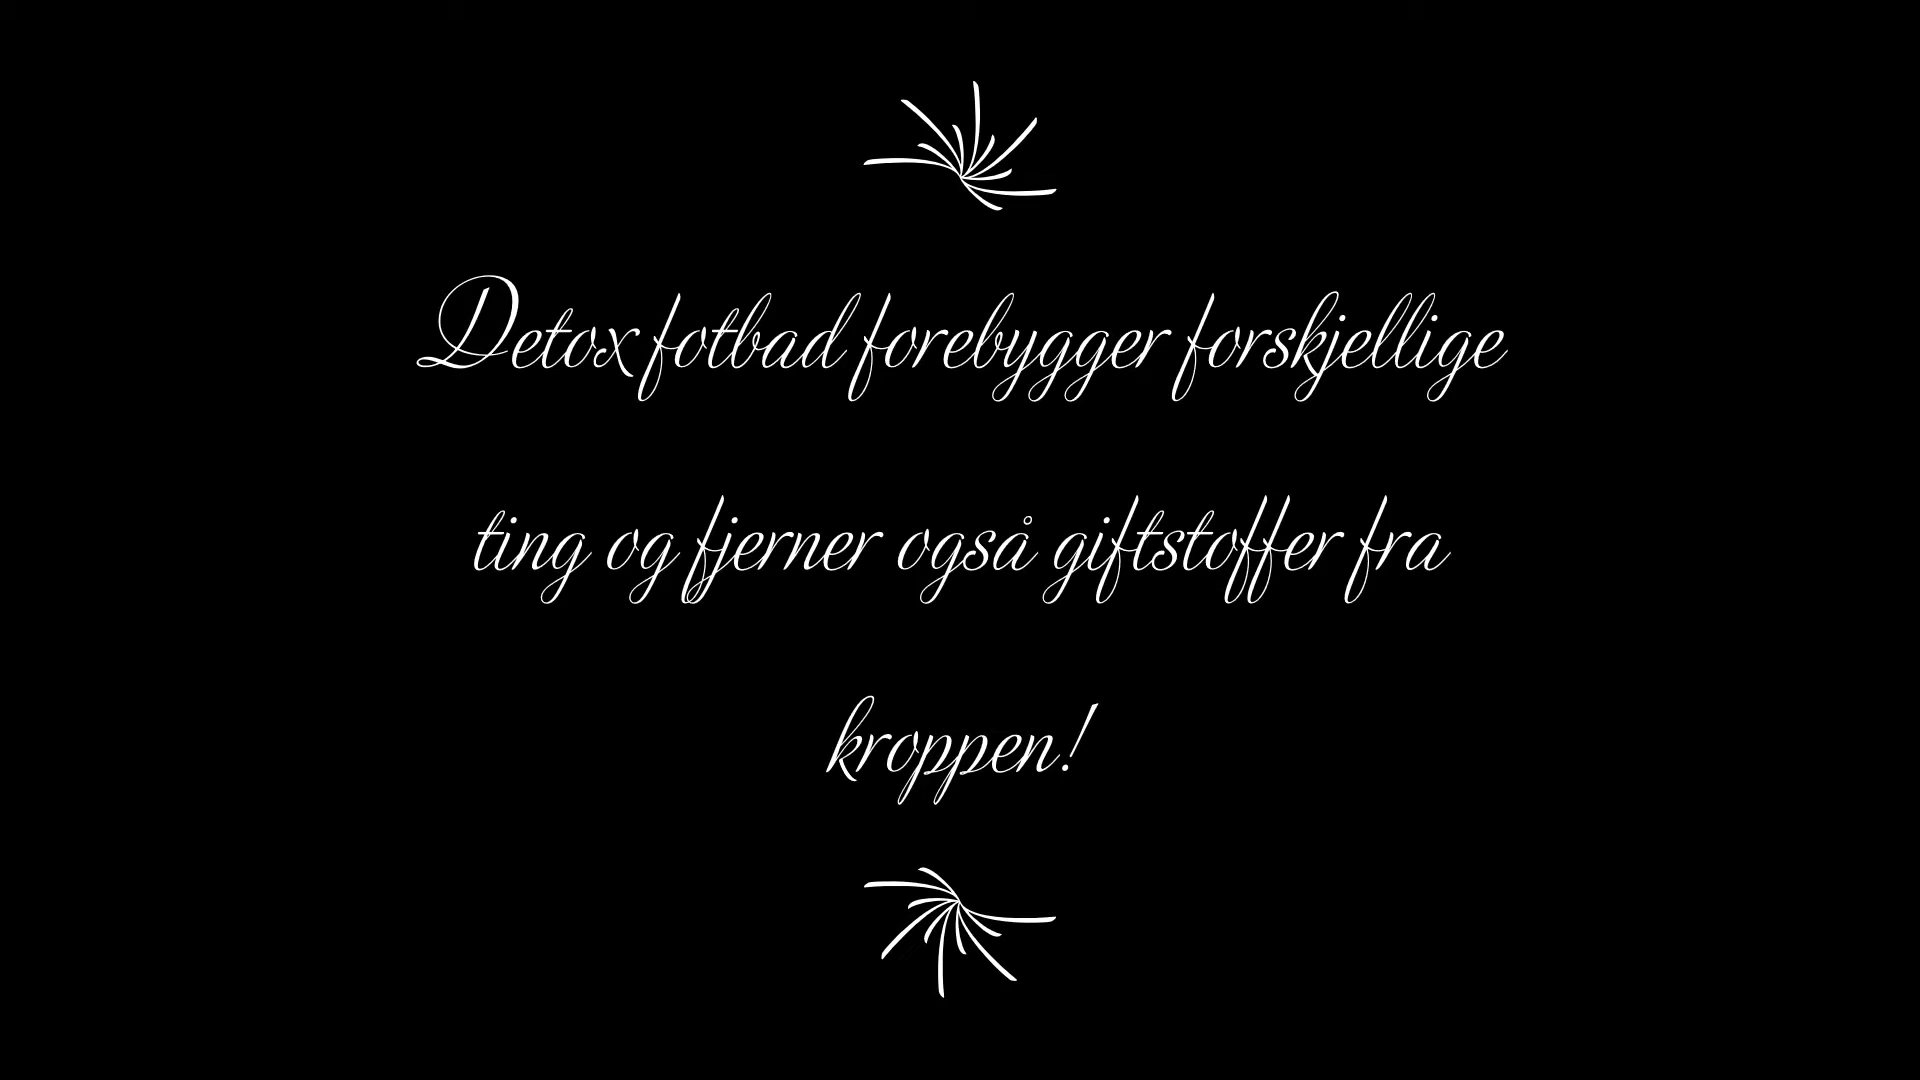 Detox fotbad forebygger forskjellige
ting og fjerner også giftstoffer fra
kroppen!